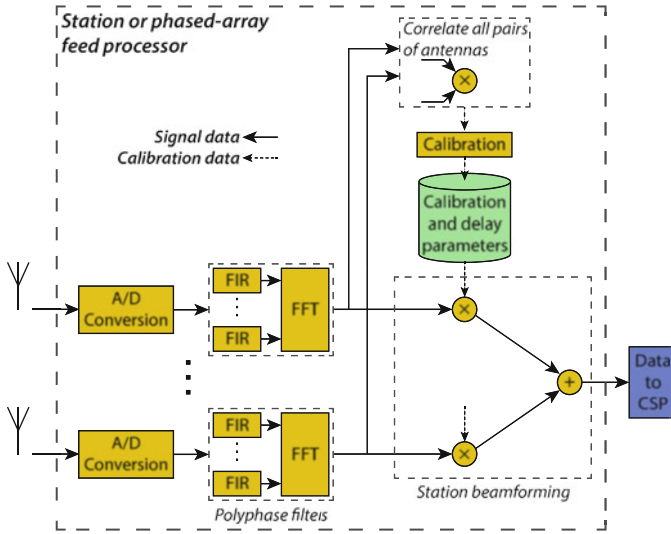 Station or phased-array
feed processor
Correlate all pairs
of antennas
×
Signal data
Calibration data
Calibration
Calibration
and delay
parameters
A/D
Conversion
FIR
FIR
FFT
×
+
Data
to
CSP
A/D
Conversion
FIR
FIR
FFT
×
Station beamforming
Polyphase filters